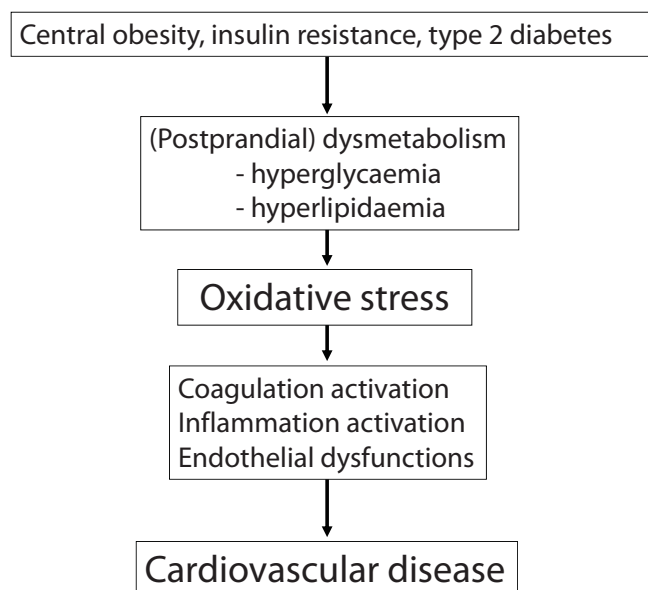 Central obesity, insulin resistance, type 2 diabetes
(Postprandial) dysmetabolism
- hyperglycaemia
- hyperlipidaemia
Oxidative stress
Coagulation activation
Inflammation activation
Endothelial dysfunctions
Cardiovascular disease